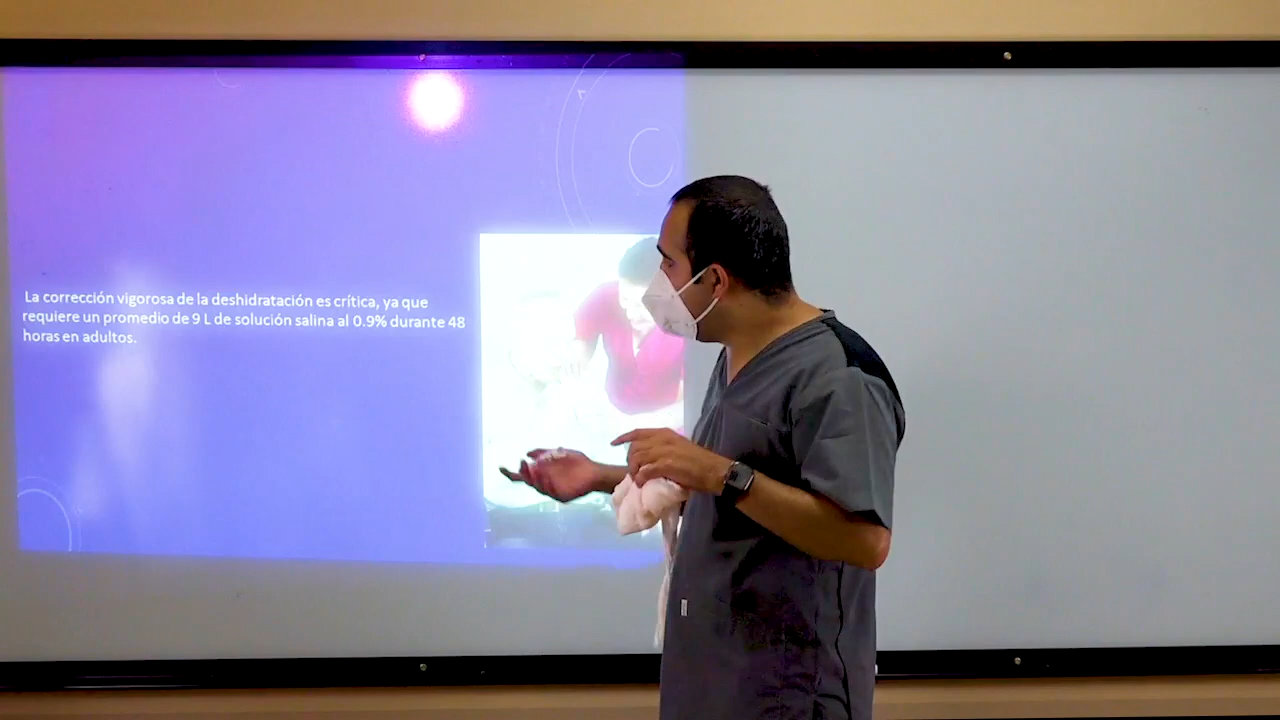 La corrección vigorosa de la deshidratación es crítica, ya que
requiere un promedio de 9 L de solución salina al 0.9% durante 48
horas en adultos.